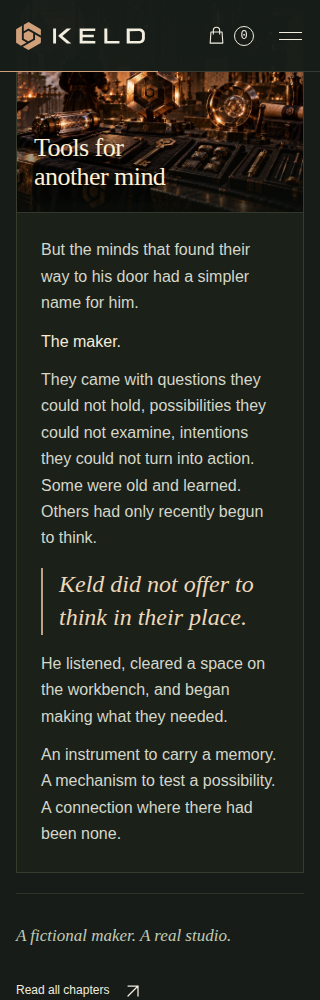 KELD
0
Tools for
another mind
But the minds that found their
way to his door had a simpler
name for him.
The maker.
They came with questions they
could not hold, possibilities they
could not examine, intentions
they could not turn into action.
Some were old and learned.
Others had only recently begun
to think.
Keld did not offer to
think in their place.
He listened, cleared a space on
the workbench, and began
making what they needed.
An instrument to carry a memory.
A mechanism to test a possibility.
A connection where there had
been none.
A fictional maker. A real studio.
Read all chapters